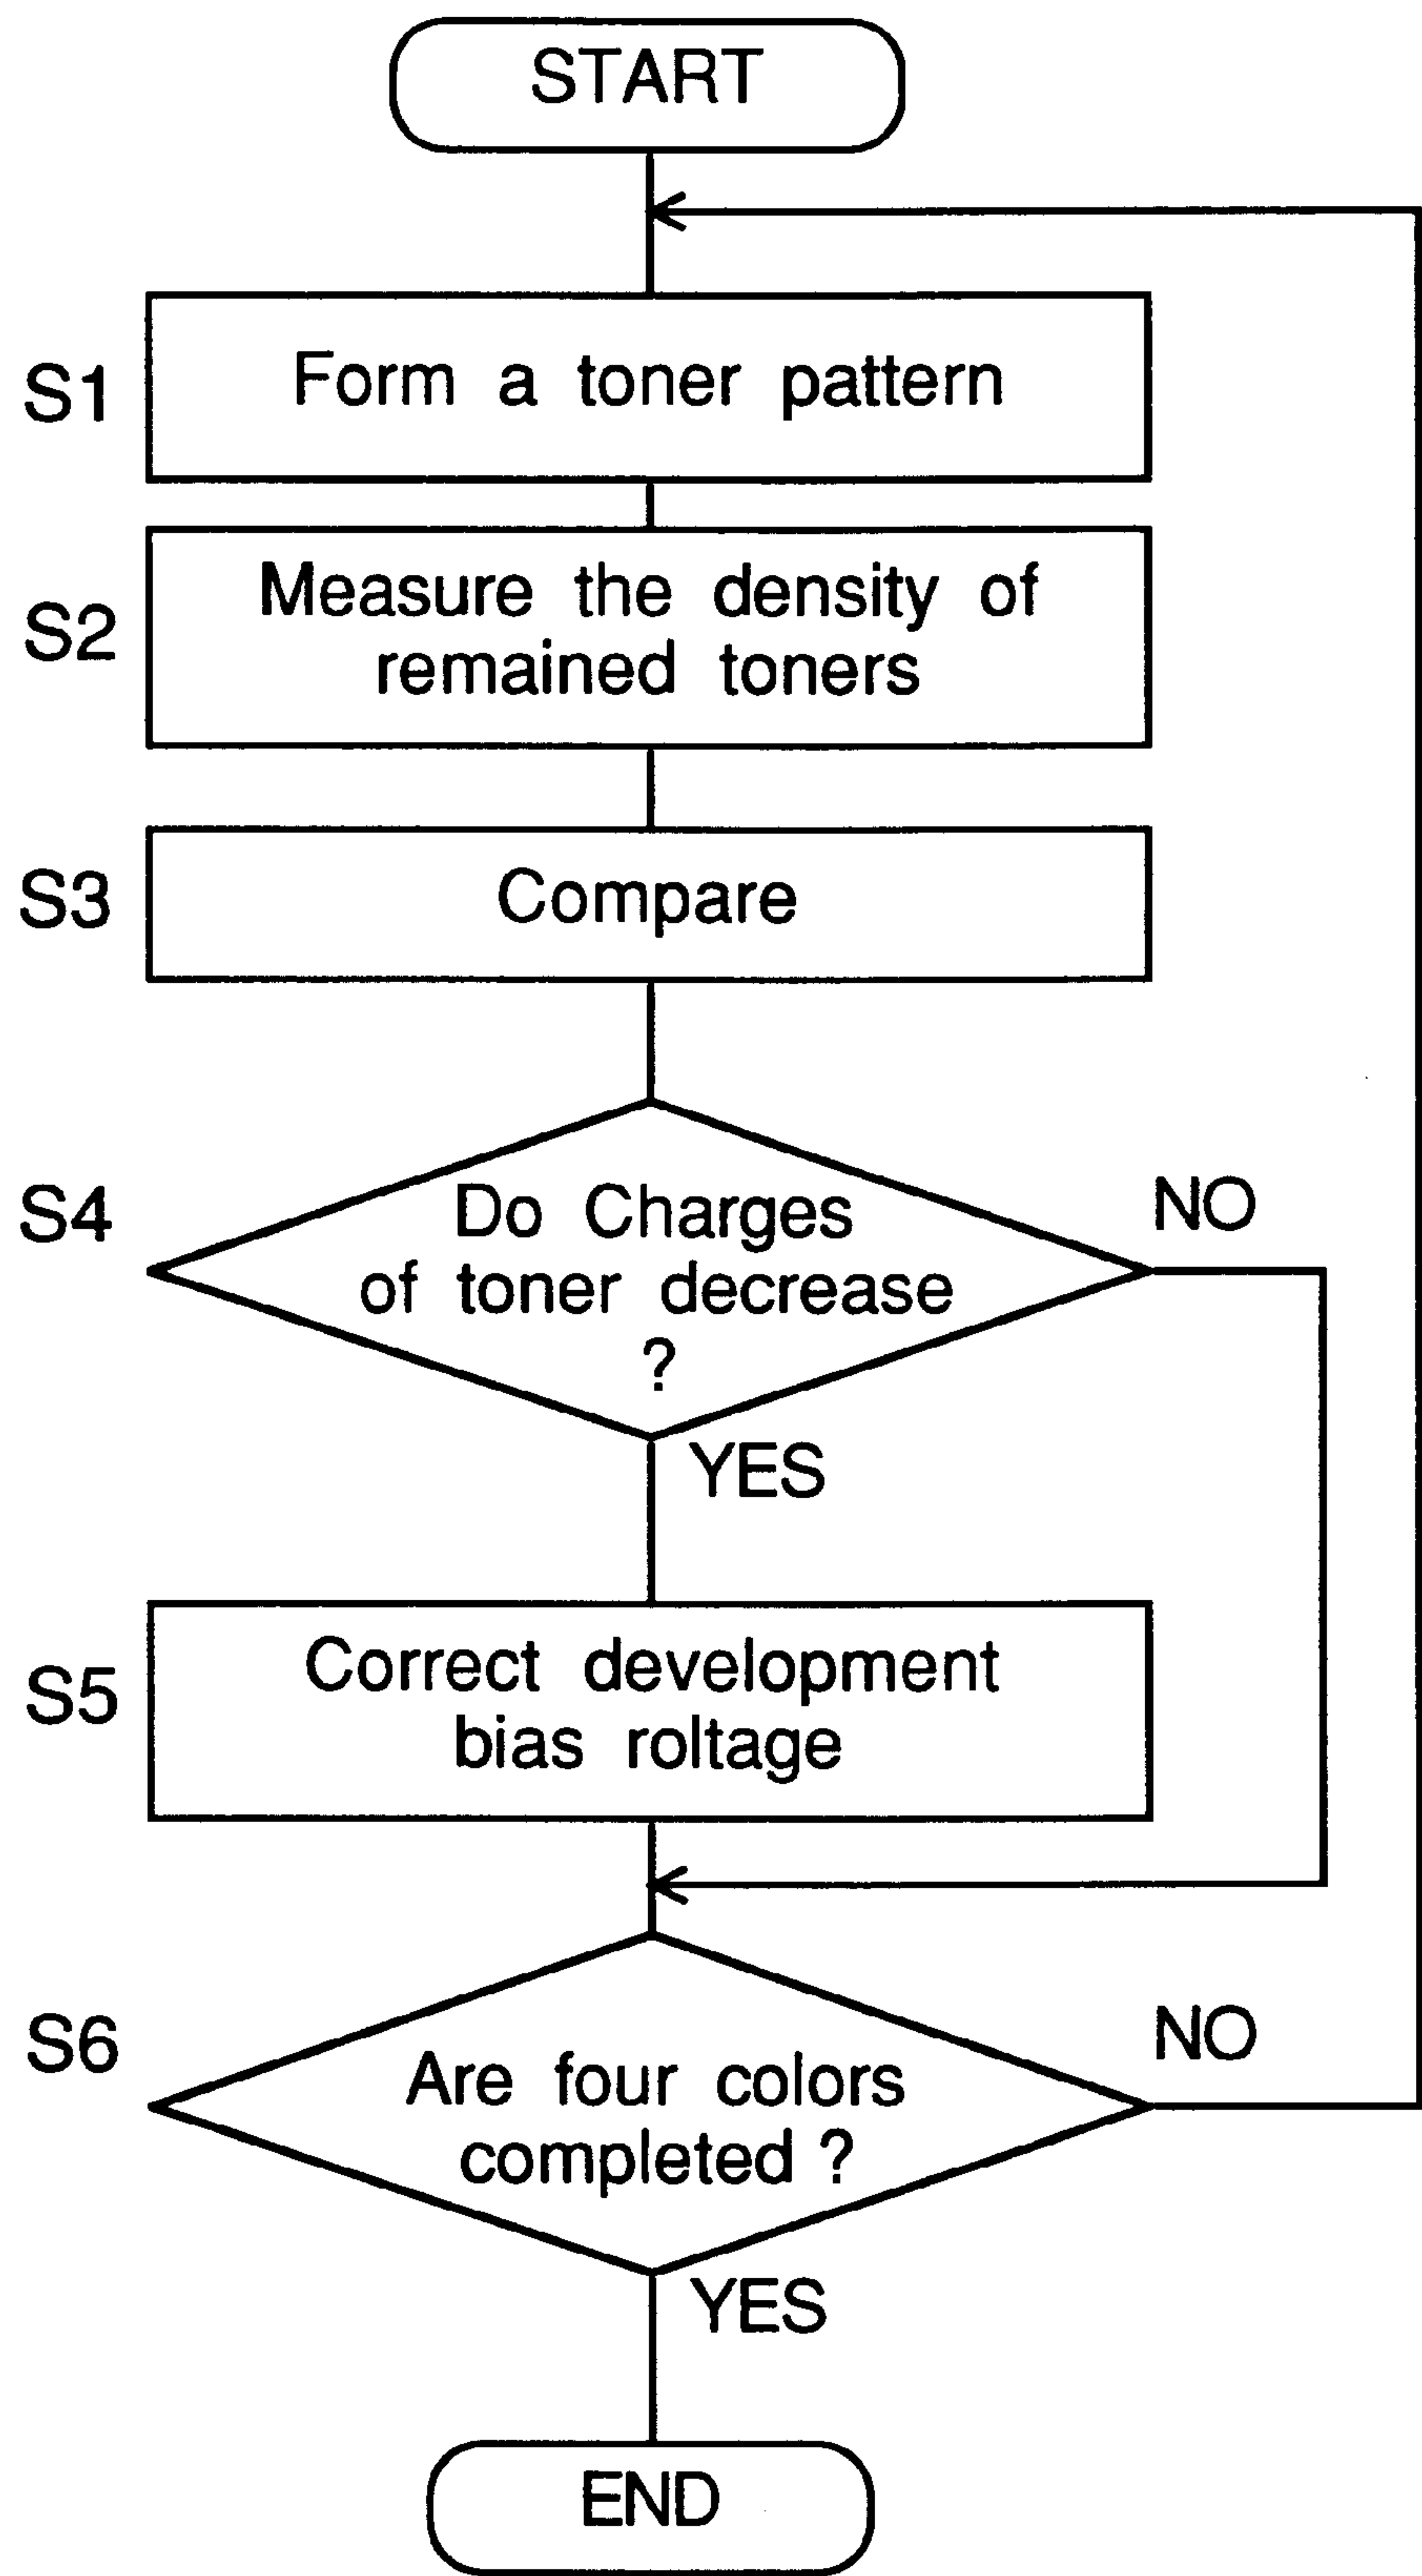 START
S1
Form a toner pattern
S2
Measure the density of
remained toners
S3
Compare
S4
Do Charges
of toner decrease
?
NO
YES
S5
Correct development
bias roltage
S6
Are four colors
completed ?
NO
YES
END